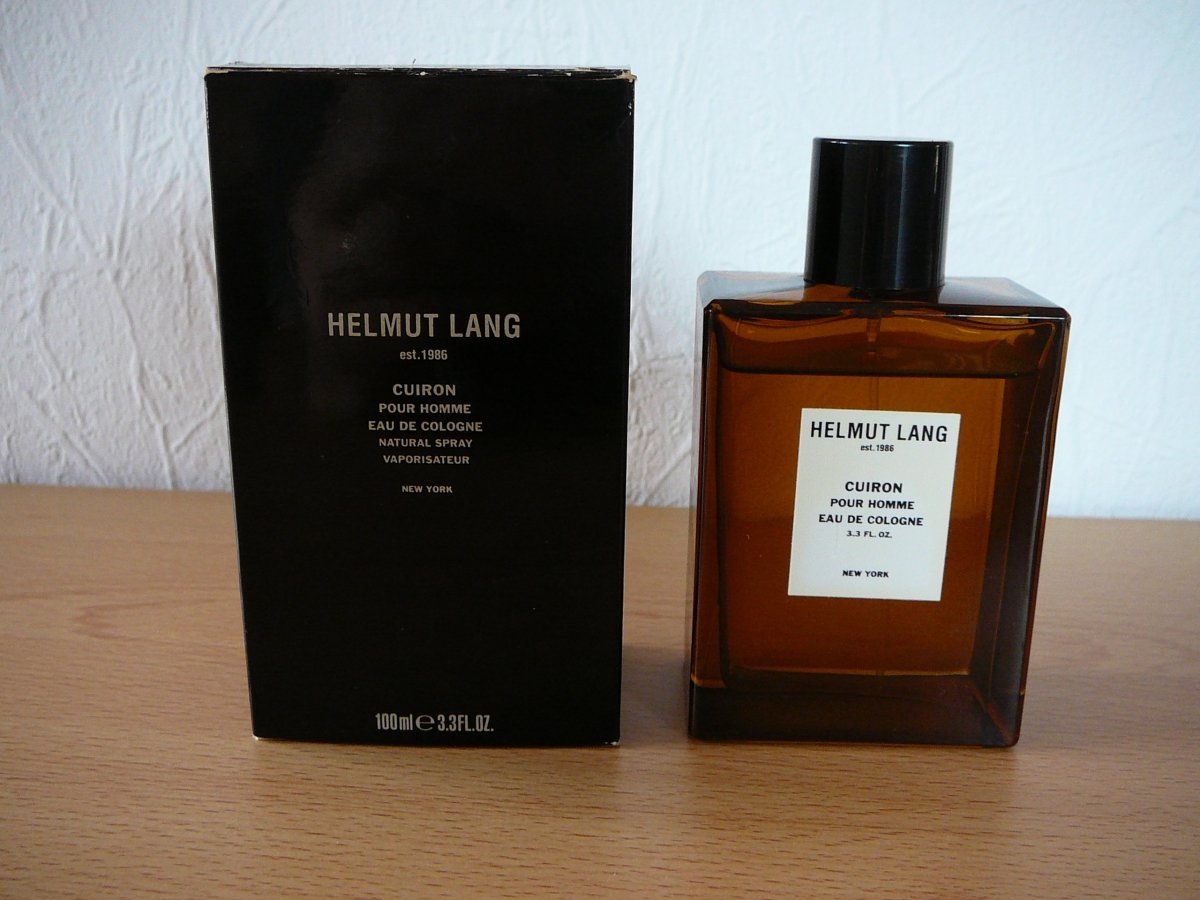 HELMUT LANG
est.1986
CUIRON
POUR HOMME
EAU DE COLOGNE
NATURAL SPRAY
VAPORISATEUR
NEW YORK
100ml ℮ 3.3FL.OZ.
HELMUT LANG
est.1986
CUIRON
POUR HOMME
EAU DE COLOGNE
3.3 FL. OZ.
NEW YORK